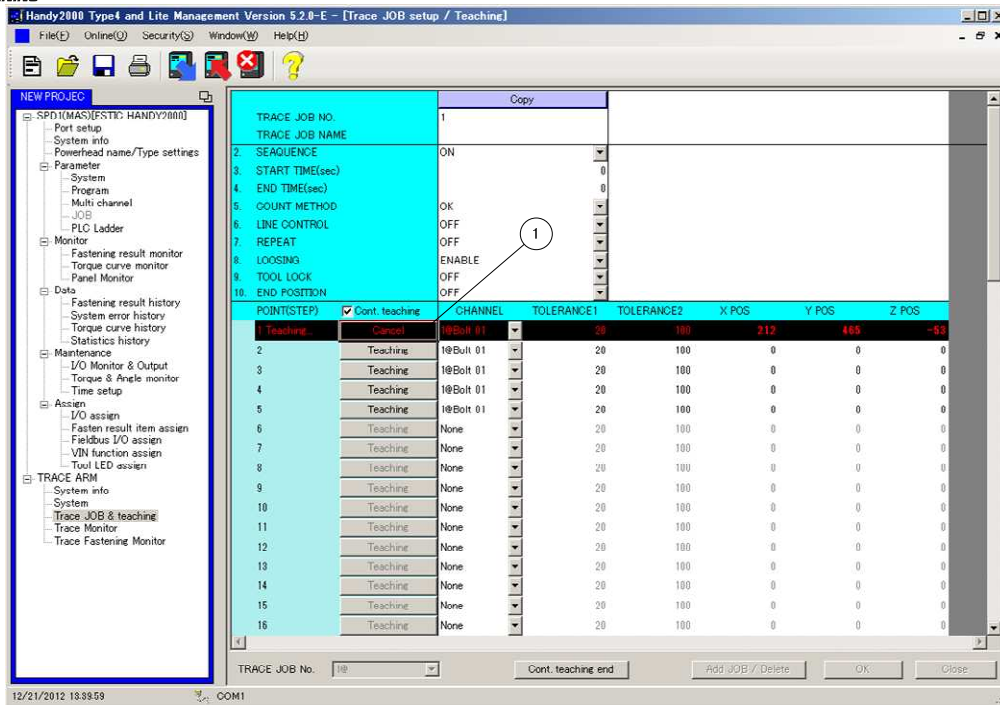 Handy2000 Type4 and Lite Management Version 5.2.0-E - [Trace JOB setup / Teaching]
File(F) Online(O) Security(S) Window(W) Help(H)
NEW PROJEC
SPD1(MAS)[ESTIC HANDY2000]
Port setup
System info
Powerhead name/Type settings
Parameter
System
Program
Multi channel
JOB
PLC Ladder
Monitor
Fastening result monitor
Torque curve monitor
Panel Monitor
Data
Fastening result history
System error history
Torque curve history
Statistics history
Maintenance
I/O Monitor & Output
Torque & Angle monitor
Time setup
Assign
I/O assign
Fasten result item assign
Fieldbus I/O assign
VIN function assign
Tool LED assign
TRACE ARM
System info
System
Trace JOB & teaching
Trace Monitor
Trace Fastening Monitor
Copy
TRACE JOB NO. 1
TRACE JOB NAME
2. SEAQUENCE ON
3. START TIME(sec) 0
4. END TIME(sec) 0
5. COUNT METHOD OK
6. LINE CONTROL OFF
7. REPEAT OFF
8. LOOSING ENABLE
9. TOOL LOCK OFF
10. END POSITION OFF
1
POINT(STEP) Cont. teaching CHANNEL TOLERANCE1 TOLERANCE2 X POS Y POS Z POS
1 Teaching... Cancel 1@Bolt 01 20 100 212 465 -53
2 Teaching 1@Bolt 01 20 100 0 0 0
3 Teaching 1@Bolt 01 20 100 0 0 0
4 Teaching 1@Bolt 01 20 100 0 0 0
5 Teaching 1@Bolt 01 20 100 0 0 0
6 Teaching None 20 100 0 0 0
7 Teaching None 20 100 0 0 0
8 Teaching None 20 100 0 0 0
9 Teaching None 20 100 0 0 0
10 Teaching None 20 100 0 0 0
11 Teaching None 20 100 0 0 0
12 Teaching None 20 100 0 0 0
13 Teaching None 20 100 0 0 0
14 Teaching None 20 100 0 0 0
15 Teaching None 20 100 0 0 0
16 Teaching None 20 100 0 0 0
TRACE JOB No. 1@ Cont. teaching end Add JOB / Delete OK Close
12/21/2012 13:39:59 COM1